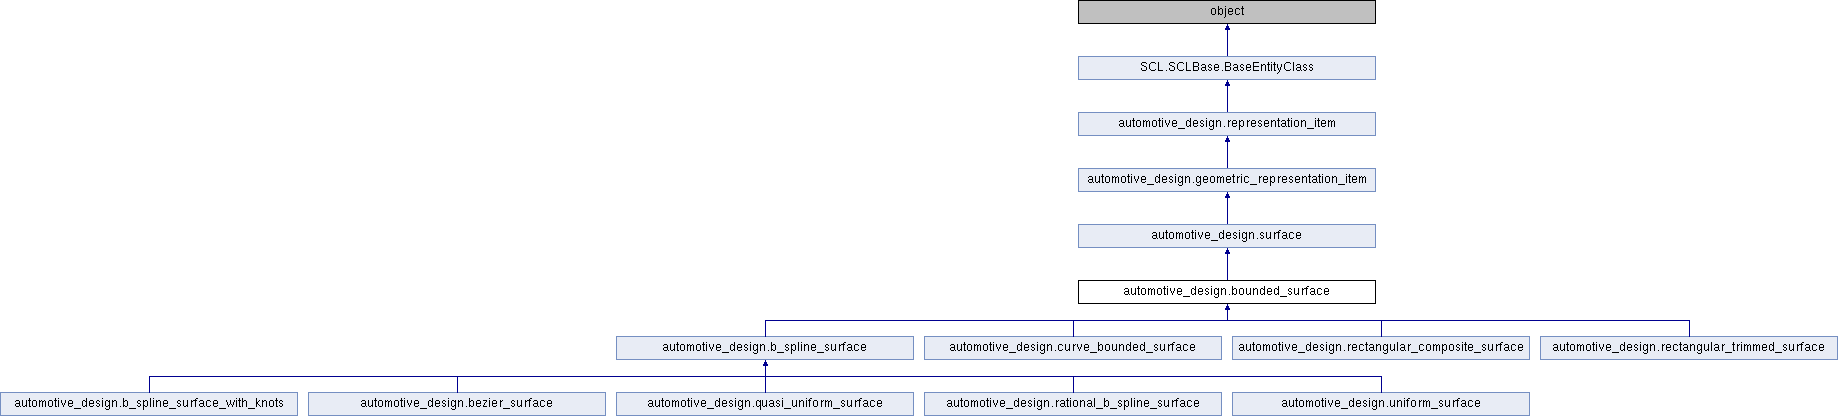 object
SCL.SCLBase.BaseEntityClass
automotive_design.representation_item
automotive_design.geometric_representation_item
automotive_design.surface
automotive_design.bounded_surface
automotive_design.b_spline_surface
automotive_design.curve_bounded_surface
automotive_design.rectangular_composite_surface
automotive_design.rectangular_trimmed_surface
automotive_design.b_spline_surface_with_knots
automotive_design.bezier_surface
automotive_design.quasi_uniform_surface
automotive_design.rational_b_spline_surface
automotive_design.uniform_surface